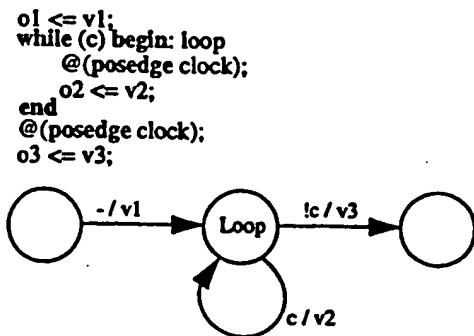 o1 <= v1;
while (c) begin: loop
@(posedge clock);
o2 <= v2;
end
@(posedge clock);
o3 <= v3;
- / v1
Loop
!c / v3
c / v2